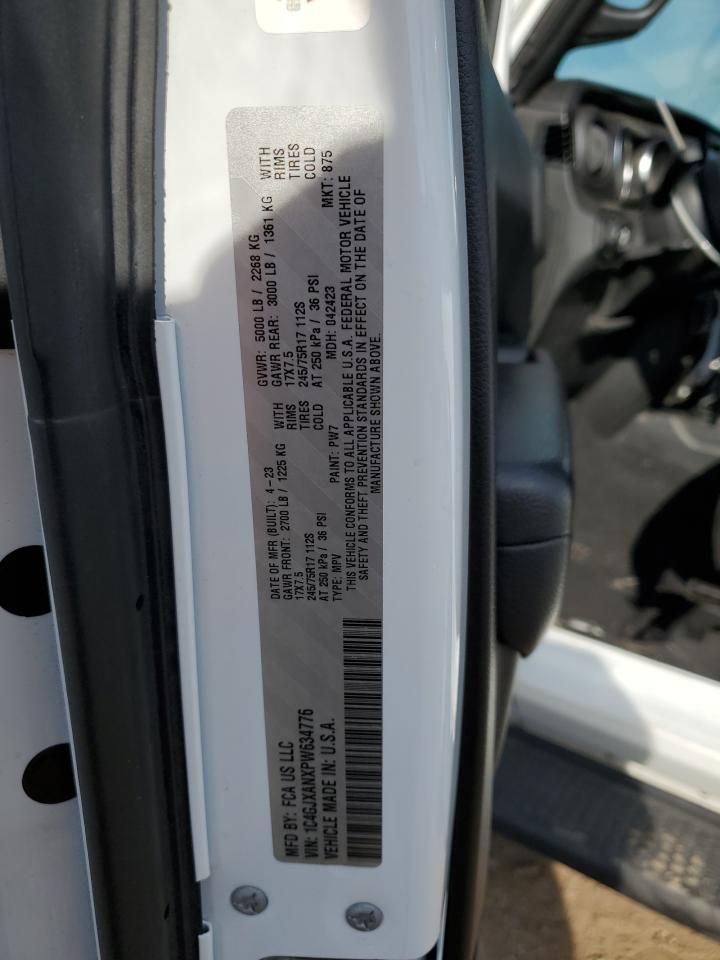 MFD BY: FCA US LLC
DATE OF MFR (BUILT): 4-23
GVWR: 5000 LB / 2268 KG
GAWR FRONT: 2700 LB / 1225 KG
WITH
GAWR REAR: 3000 LB / 1361 KG
WITH
17X7.5
RIMS
17X7.5
RIMS
245/75R17 112S
TIRES
245/75R17 112S
TIRES
AT 250 kPa / 36 PSI
COLD
AT 250 kPa / 36 PSI
COLD
VIN: 1C4GJXANXPW634776
TYPE: MPV
PAINT: PW7
MDH: 042423
MKT: 875
VEHICLE MADE IN: U.S.A.
THIS VEHICLE CONFORMS TO ALL APPLICABLE U.S.A. FEDERAL MOTOR VEHICLE
SAFETY AND THEFT PREVENTION STANDARDS IN EFFECT ON THE DATE OF
MANUFACTURE SHOWN ABOVE.